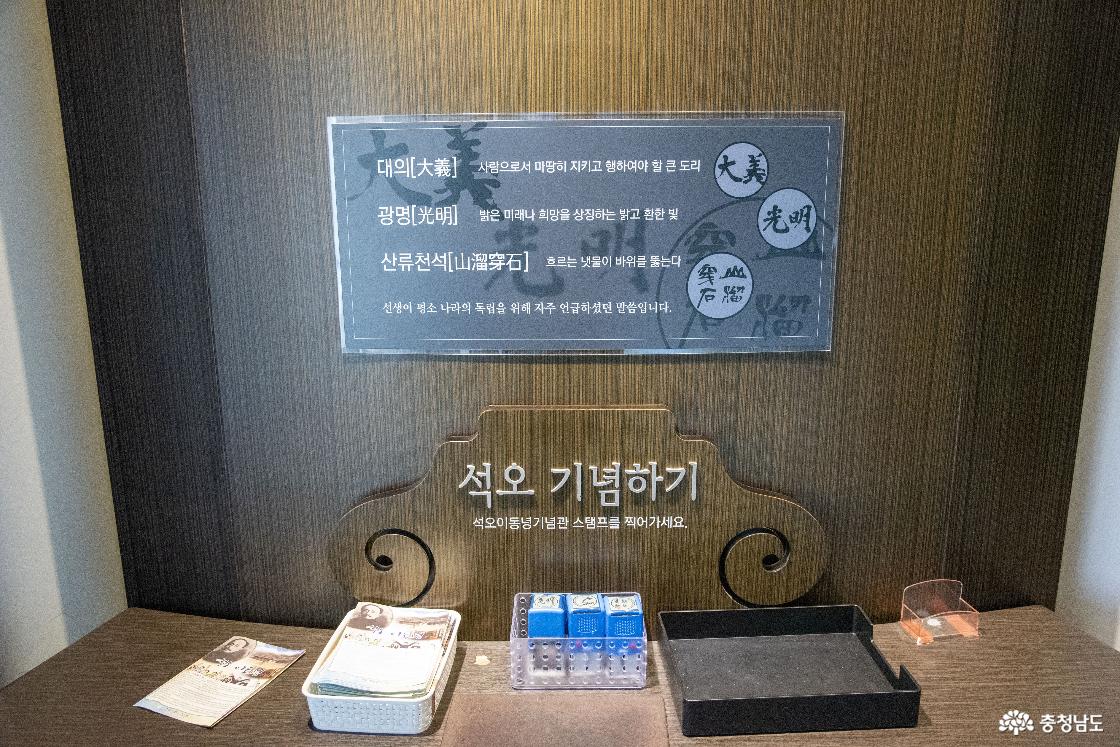 대의[大義] 사람으로서 마땅히 지키고 행하여야 할 큰 도리
大義
광명[光明] 밝은 미래나 희망을 상징하는 밝고 환한 빛
光明
산류천석[山溜穿石] 흐르는 냇물이 바위를 뚫는다
山溜
穿石
선생이 평소 나라의 독립을 위해 자주 언급하셨던 말씀입니다.
석오 기념하기
석오이동녕기념관 스탬프를 찍어가세요.
光明
충청남도